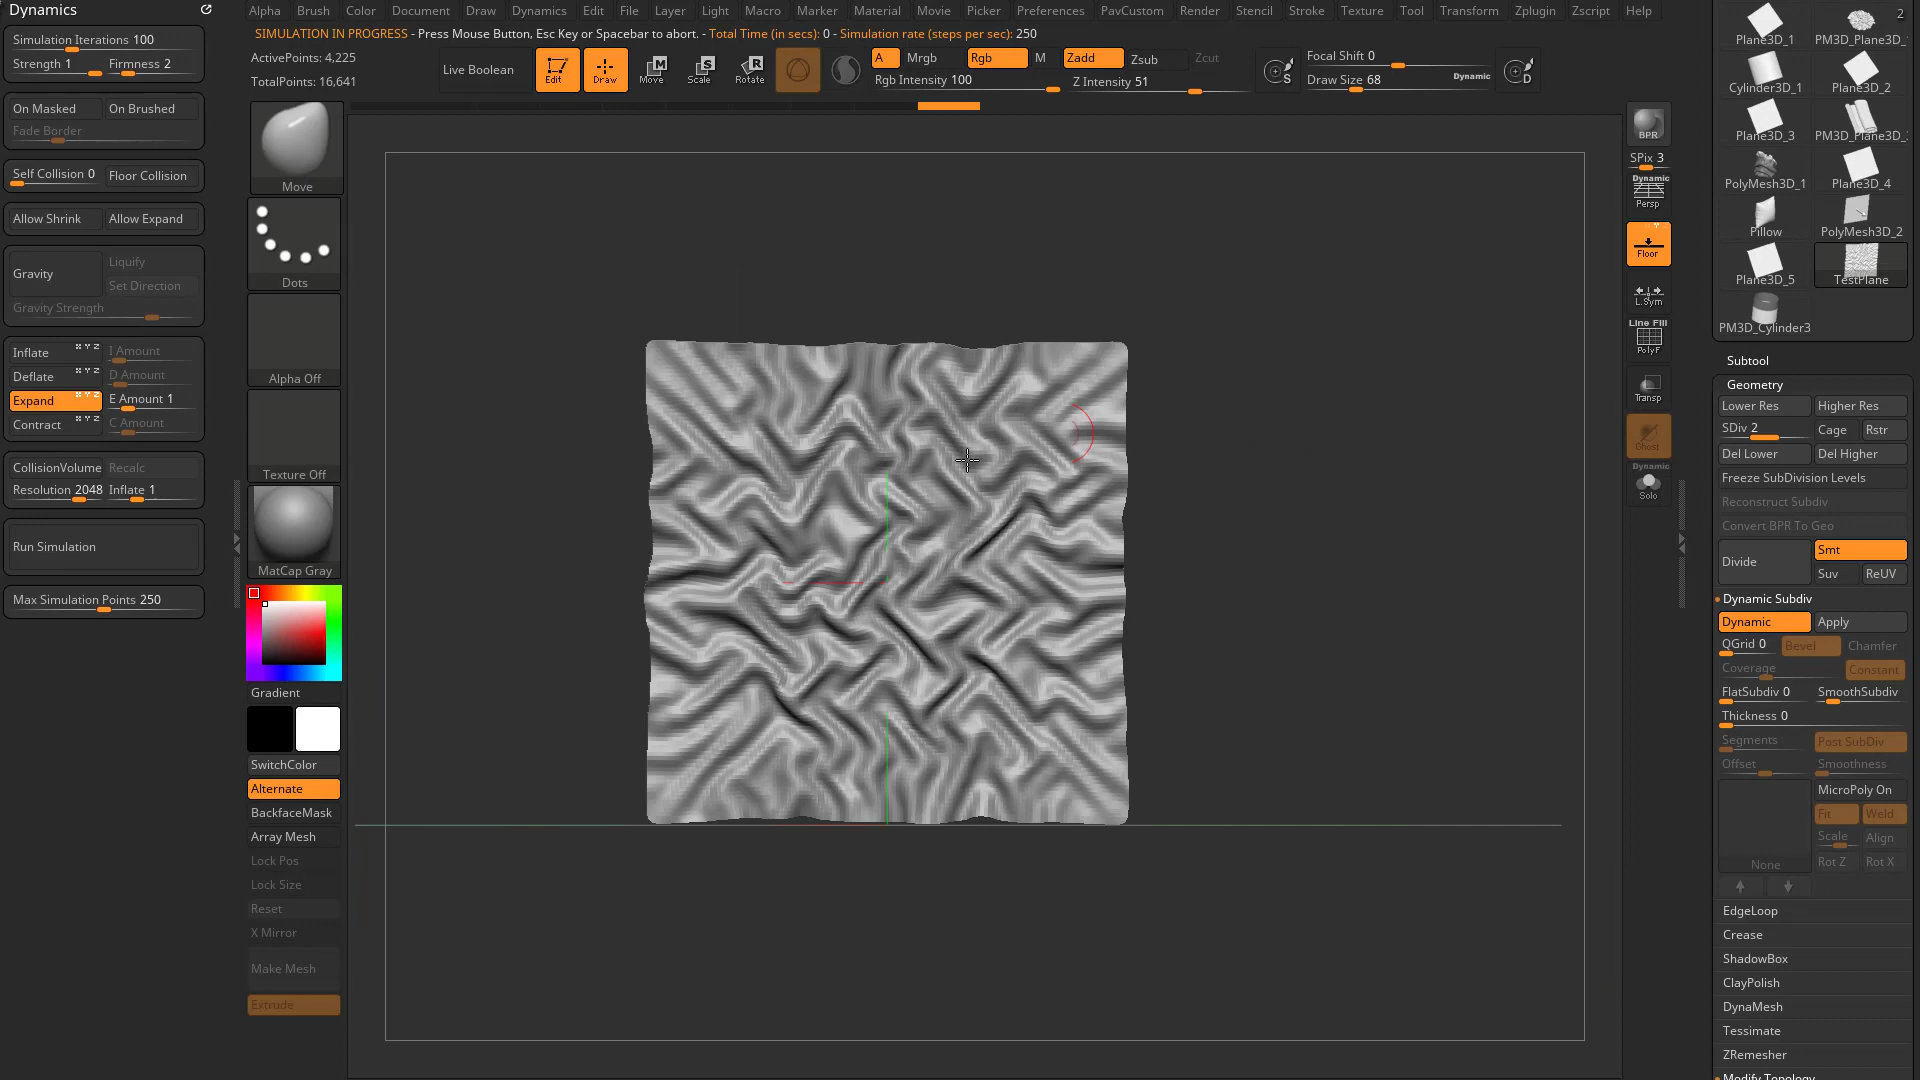 Dynamics
Simulation Iterations 100
Strength 1 Firmness 2
On Masked On Brushed
Fade Border
Self Collision 0 Floor Collision
Allow Shrink Allow Expand
Gravity
Liquify
Set Direction
Gravity Strength
Inflate X Y Z I Amount
Deflate X Y Z D Amount
Expand X Y Z E Amount 1
Contract X Y Z C Amount
CollisionVolume Recalc
Resolution 2048 Inflate 1
Run Simulation
Max Simulation Points 250
Alpha Brush Color Document Draw Dynamics Edit File Layer Light Macro Marker Material Movie Picker Preferences PavCustom Render Stencil Stroke Texture Tool Transform Zplugin Zscript Help
SIMULATION IN PROGRESS - Press Mouse Button, Esc Key or Spacebar to abort. - Total Time (in secs): 0 - Simulation rate (steps per sec): 250
ActivePoints: 4,225
TotalPoints: 16,641
Live Boolean
Edit
Draw
M
Move
S
Scale
R
Rotate
A Mrgb Rgb M Zadd Zsub Zcut
Rgb Intensity 100
Z Intensity 51
S
Focal Shift 0
Draw Size 68 Dynamic
D
Move
Dots
Alpha Off
Texture Off
MatCap Gray
Gradient
SwitchColor
Alternate
BackfaceMask
Array Mesh
Lock Pos
Lock Size
Reset
X Mirror
Make Mesh
Extrude
BPR
SPix 3
Dynamic
Persp
Floor
L.Sym
Line Fill
PolyF
Transp
Ghost
Dynamic
Solo
2
Plane3D_1 PM3D_Plane3D_
Cylinder3D_1 Plane3D_2
Plane3D_3 PM3D_Plane3D_
PolyMesh3D_1 Plane3D_4
Pillow PolyMesh3D_2
Plane3D_5 TestPlane
PM3D_Cylinder3
Subtool
Geometry
Lower Res Higher Res
SDiv 2 Cage Rstr
Del Lower Del Higher
Freeze SubDivision Levels
Reconstruct Subdiv
Convert BPR To Geo
Divide
Smt
Suv ReUV
Dynamic Subdiv
Dynamic Apply
QGrid 0 Bevel Chamfer
Coverage Constant
FlatSubdiv 0 SmoothSubdiv
Thickness 0
Segments Post SubDiv
Offset Smoothness
MicroPoly On
Fit Weld
Scale Align
None
Rot Z Rot X
EdgeLoop
Crease
ShadowBox
ClayPolish
DynaMesh
Tessimate
ZRemesher
Modify Topology